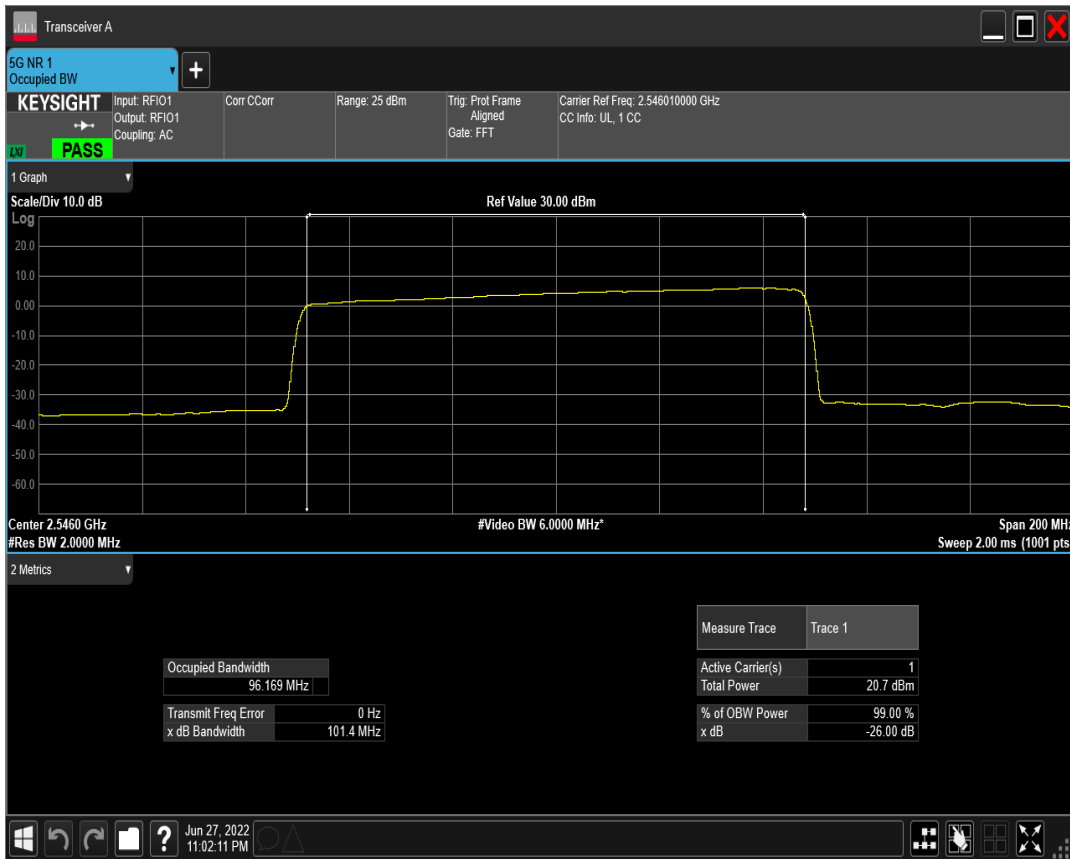 Transceiver A
5G NR 1
Occupied BW
KEYSIGHT
LXI
PASS
Input: RFIO1
Output: RFIO1
Coupling: AC
Corr CCorr
Range: 25 dBm
Trig: Prot Frame
Aligned
Gate: FFT
Carrier Ref Freq: 2.546010000 GHz
CC Info: UL, 1 CC
1 Graph
Scale/Div 10.0 dB
Ref Value 30.00 dBm
Log
20.0
10.0
0.00
-10.0
-20.0
-30.0
-40.0
-50.0
-60.0
Center 2.5460 GHz
#Video BW 6.0000 MHz*
Span 200 MHz
#Res BW 2.0000 MHz
Sweep 2.00 ms (1001 pts
2 Metrics
Measure Trace Trace 1
Occupied Bandwidth
96.169 MHz
Active Carrier(s) 1
Total Power 20.7 dBm
Transmit Freq Error 0 Hz
x dB Bandwidth 101.4 MHz
% of OBW Power 99.00 %
x dB -26.00 dB
?
Jun 27, 2022
11:02:11 PM